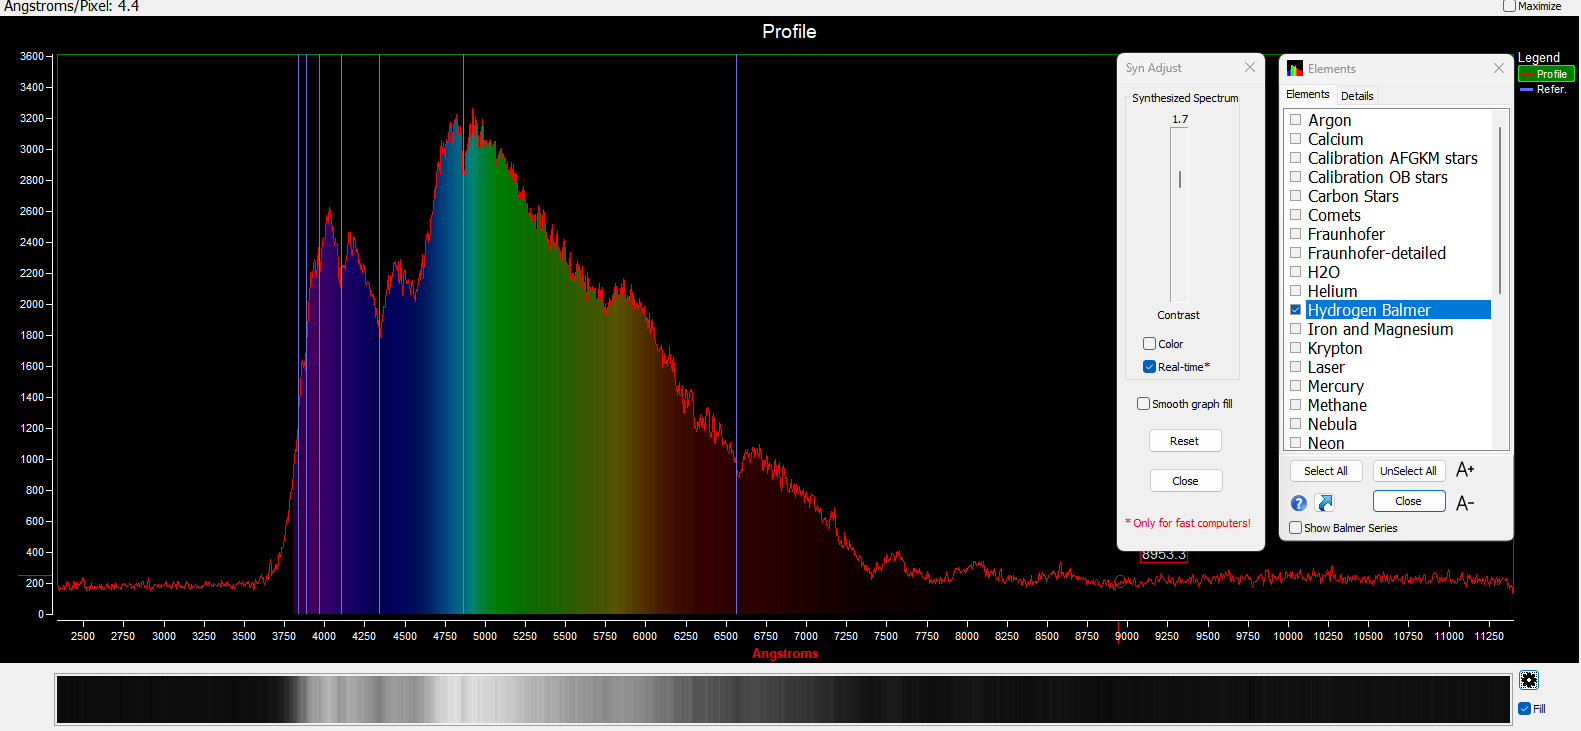 Angstroms/Pixel: 4.4
Maximize
Profile
3600
3400
3200
3000
2800
2600
2400
2200
2000
1800
1600
1400
1200
1000
800
600
400
200
0
2500 2750 3000 3250 3500 3750 4000 4250 4500 4750 5000 5250 5500 5750 6000 6250 6500 6750 7000 7250 7500 7750 8000 8250 8500 8750 9000 9250 9500 9750 10000 10250 10500 10750 11000 11250
Angstroms
8953.3
Syn Adjust
Synthesized Spectrum
1.7
Contrast
Color
Real-time*
Smooth graph fill
Reset
Close
* Only for fast computers!
Elements
Elements Details
Argon
Calcium
Calibration AFGKM stars
Calibration OB stars
Carbon Stars
Comets
Fraunhofer
Fraunhofer-detailed
H2O
Helium
Hydrogen Balmer
Iron and Magnesium
Krypton
Laser
Mercury
Methane
Nebula
Neon
Select All UnSelect All A+
? Close A-
Show Balmer Series
Legend
Profile
Refer.
Fill